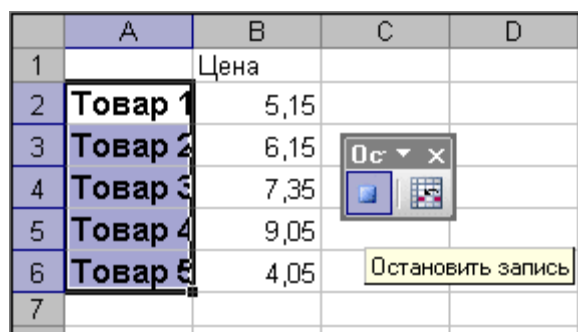 A B C D
1 Цена
2 Товар 1 5,15
3 Товар 2 6,15
Ос
4 Товар 3 7,35
5 Товар 4 9,05
6 Товар 5 4,05
Остановить запись
7